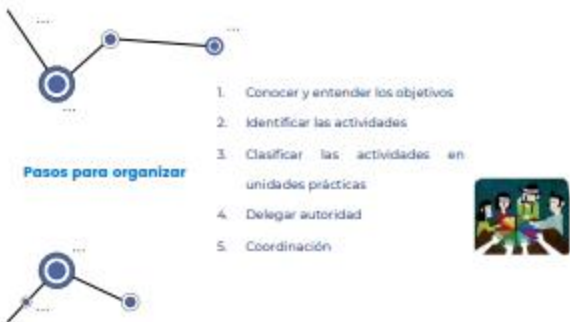 1. Conocer y entender los objetivos
2. Identificar las actividades
3. Clasificar las actividades en
unidades prácticas
Pasos para organizar
4. Delegar autoridad
5. Coordinación